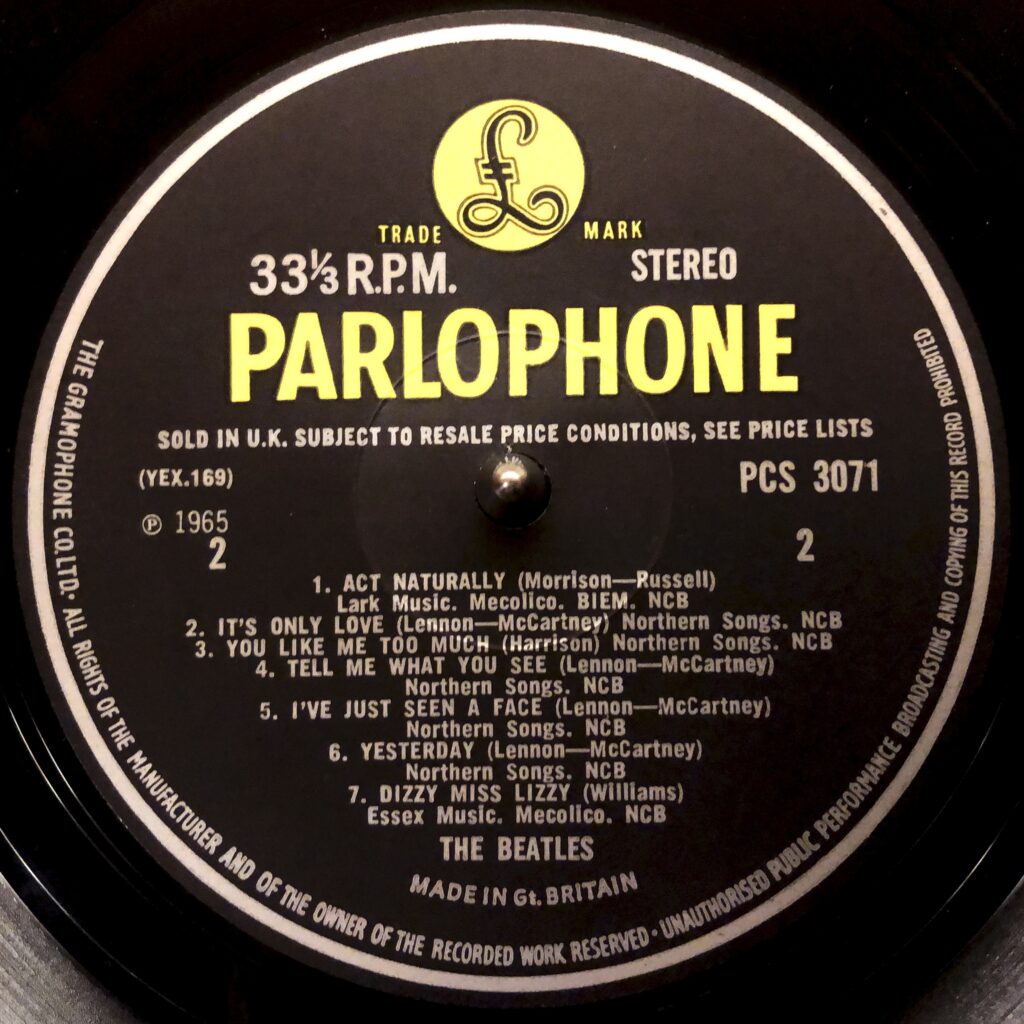 £
TRADE MARK
33⅓ R.P.M. STEREO
PARLOPHONE
SOLD IN U.K. SUBJECT TO RESALE PRICE CONDITIONS, SEE PRICE LISTS
(YEX.169) PCS 3071
℗ 1965
2 2
1. ACT NATURALLY (Morrison—Russell)
Lark Music. Mecolico. BIEM. NCB
2. IT'S ONLY LOVE (Lennon—McCartney) Northern Songs. NCB
3. YOU LIKE ME TOO MUCH (Harrison) Northern Songs. NCB
4. TELL ME WHAT YOU SEE (Lennon—McCartney)
Northern Songs. NCB
5. I'VE JUST SEEN A FACE (Lennon—McCartney)
Northern Songs. NCB
6. YESTERDAY (Lennon—McCartney)
Northern Songs. NCB
7. DIZZY MISS LIZZY (Williams)
Essex Music. Mecolico. NCB
THE BEATLES
MADE IN Gt. BRITAIN
THE GRAMOPHONE CO. LTD. · ALL RIGHTS OF THE MANUFACTURER AND OF THE OWNER OF THE RECORDED WORK RESERVED · UNAUTHORISED PUBLIC PERFORMANCE BROADCASTING AND COPYING OF THIS RECORD PROHIBITED